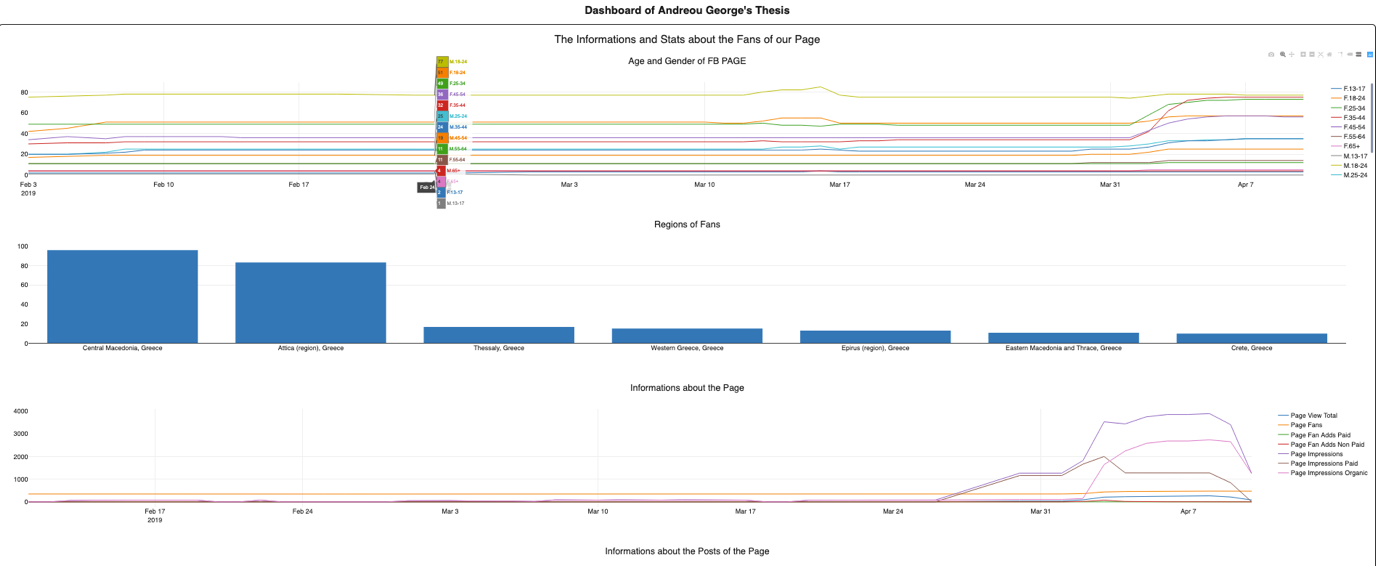 Dashboard of Andreou George's Thesis
The Informations and Stats about the Fans of our Page
Age and Gender of FB PAGE
80
60
40
20
0
Feb 3
2019
Feb 10
Feb 17
Feb 24
Mar 3
Mar 10
Mar 17
Mar 24
Mar 31
Apr 7
77 M.18-24
51 F.18-24
49 F.25-34
36 F.45-54
32 F.35-44
25 M.25-24
24 M.35-44
19 M.45-54
11 M.55-64
11 F.55-64
4 M.65+
F.65+
F.13-17
1 M.13-17
F.13-17
F.18-24
F.25-34
F.35-44
F.45-54
F.55-64
F.65+
M.13-17
M.18-24
M.25-24
Regions of Fans
100
80
60
40
20
0
Central Macedonia, Greece
Attica (region), Greece
Thessaly, Greece
Western Greece, Greece
Epirus (region), Greece
Eastern Macedonia and Thrace, Greece
Crete, Greece
Informations about the Page
4000
3000
2000
1000
0
Feb 17
2019
Feb 24
Mar 3
Mar 10
Mar 17
Mar 24
Mar 31
Apr 7
Page View Total
Page Fans
Page Fan Adds Paid
Page Fan Adds Non Paid
Page Impressions
Page Impressions Paid
Page Impressions Organic
Informations about the Posts of the Page